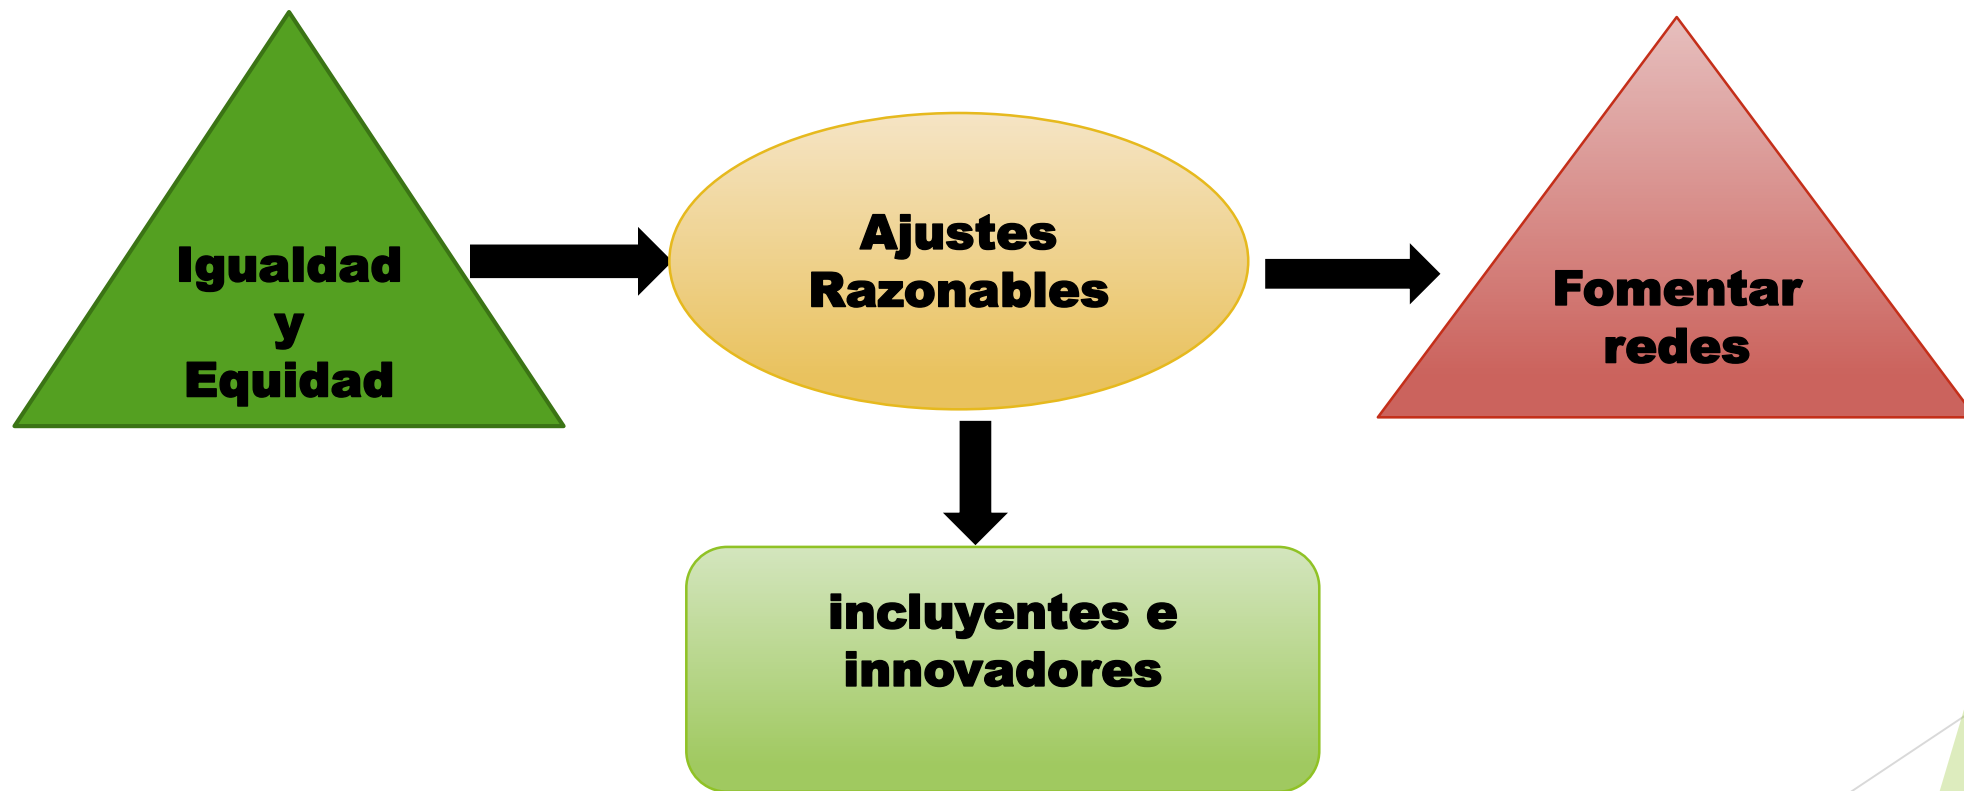 Igualdad
y
Equidad
Ajustes
Razonables
Fomentar
redes
incluyentes e
innovadores